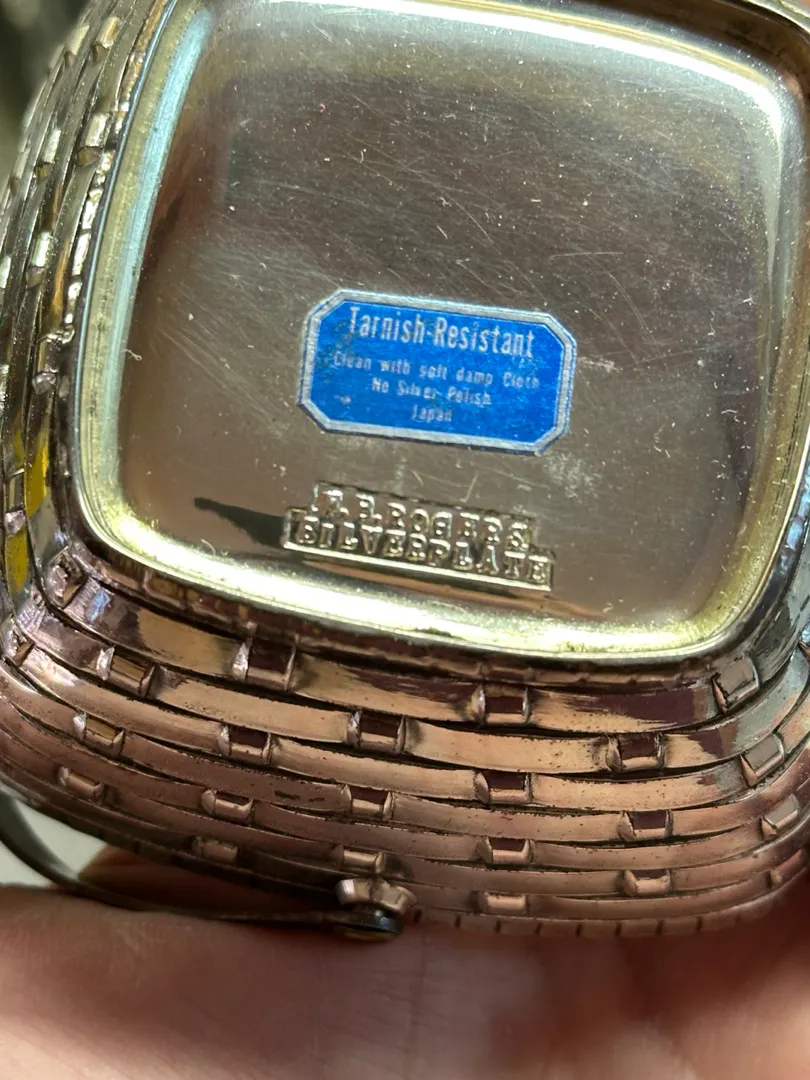 Tarnish-Resistant
Clean with soft damp Cloth
No Silver Polish
Japan
F. B. ROGERS
SILVERPLATE